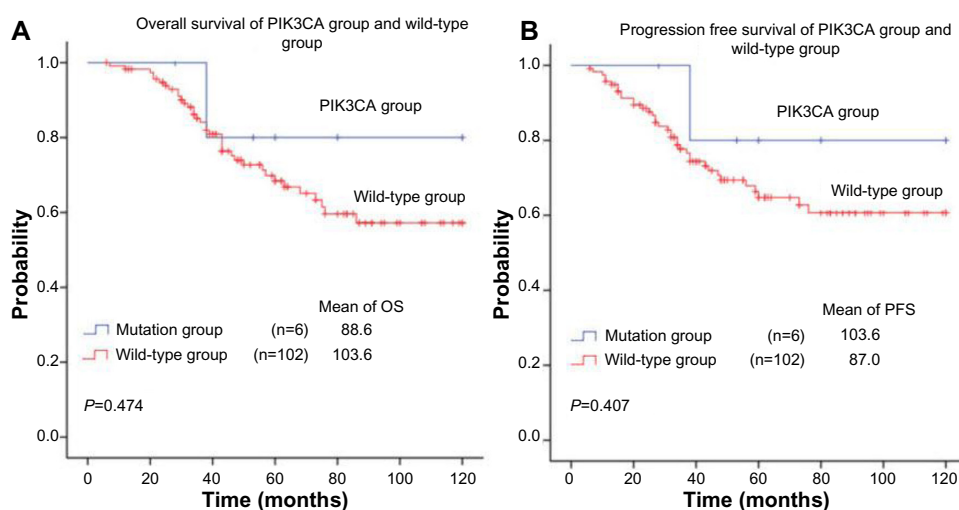 A
Overall survival of PIK3CA group and wild-type
group
1.0
0.8
0.6
0.4
0.2
0.0
Probability
PIK3CA group
Wild-type group
Mean of OS
Mutation group (n=6) 88.6
Wild-type group (n=102) 103.6
P=0.474
0 20 40 60 80 100 120
Time (months)
B
Progression free survival of PIK3CA group and
wild-type group
1.0
0.8
0.6
0.4
0.2
0.0
Probability
PIK3CA group
Wild-type group
Mean of PFS
Mutation group (n=6) 103.6
Wild-type group (n=102) 87.0
P=0.407
0 20 40 60 80 100 120
Time (months)